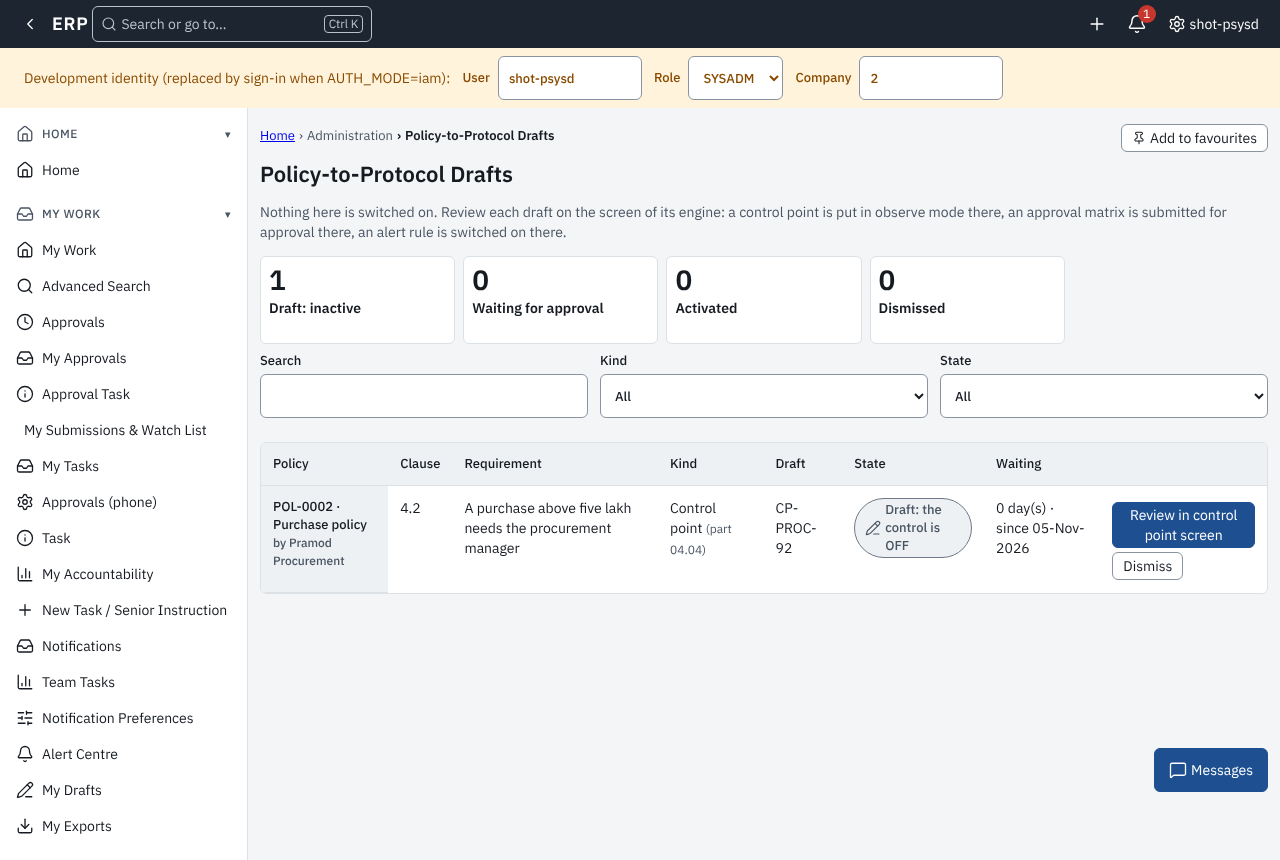 ERP
Search or go to...
Ctrl K
1
shot-psysd
Development identity (replaced by sign-in when AUTH_MODE=iam):
User
shot-psysd
Role
SYSADM
Company
2
HOME
Home
MY WORK
My Work
Advanced Search
Approvals
My Approvals
Approval Task
My Submissions & Watch List
My Tasks
Approvals (phone)
Task
My Accountability
New Task / Senior Instruction
Notifications
Team Tasks
Notification Preferences
Alert Centre
My Drafts
My Exports
Home › Administration › Policy-to-Protocol Drafts
Add to favourites
Policy-to-Protocol Drafts
Nothing here is switched on. Review each draft on the screen of its engine: a control point is put in observe mode there, an approval matrix is submitted for
approval there, an alert rule is switched on there.
1
Draft: inactive
0
Waiting for approval
0
Activated
0
Dismissed
Search
Kind
All
State
All
Policy
Clause
Requirement
Kind
Draft
State
Waiting
POL-0002 ·
Purchase policy
by Pramod
Procurement
4.2
A purchase above five lakh
needs the procurement
manager
Control
point (part
04.04)
CP-
PROC-
92
Draft: the
control is
OFF
0 day(s) ·
since 05-Nov-
2026
Review in control
point screen
Dismiss
Messages